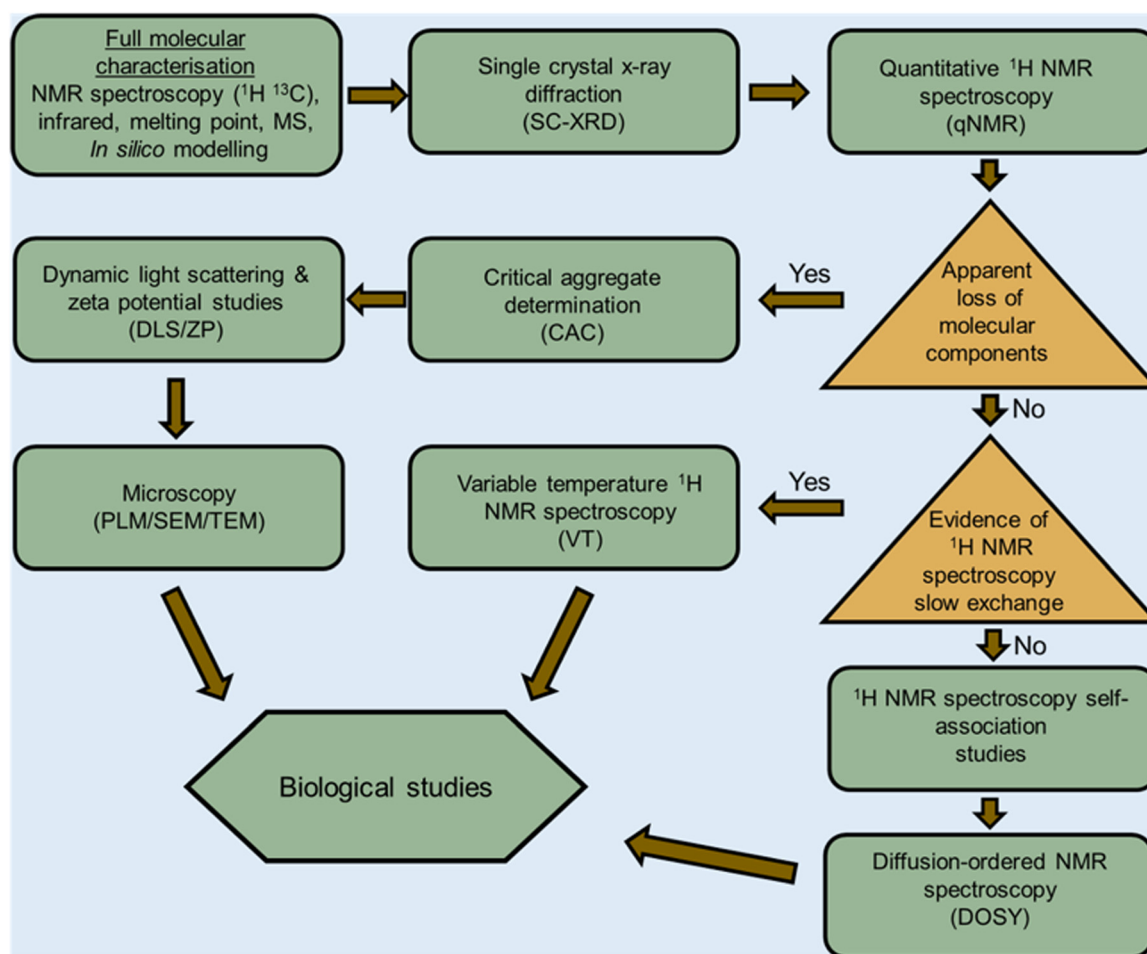 Full molecular
characterisation
NMR spectroscopy (¹H ¹³C),
infrared, melting point, MS,
In silico modelling
Single crystal x-ray
diffraction
(SC-XRD)
Quantitative ¹H NMR
spectroscopy
(qNMR)
Dynamic light scattering &
zeta potential studies
(DLS/ZP)
Critical aggregate
determination
(CAC)
Yes
Apparent
loss of
molecular
components
No
Microscopy
(PLM/SEM/TEM)
Variable temperature ¹H
NMR spectroscopy
(VT)
Yes
Evidence of
¹H NMR
spectroscopy
slow exchange
No
¹H NMR spectroscopy self-
association
studies
Biological studies
Diffusion-ordered NMR
spectroscopy
(DOSY)